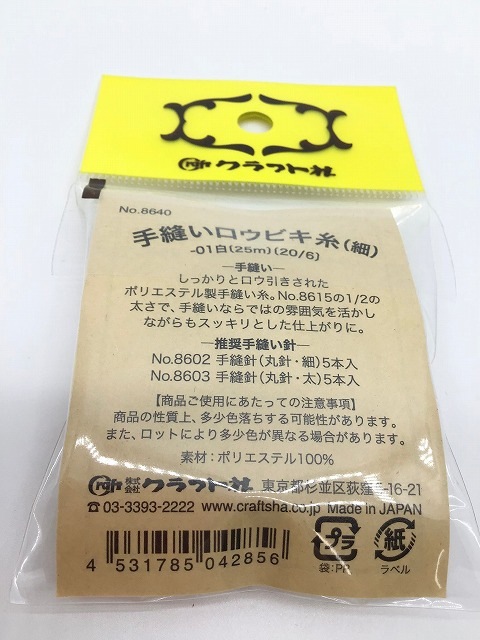 クラフト社
No.8640
手縫いロウビキ糸(細)
-01白(25m)(20/6)
―手縫い―
しっかりとロウ引きされた
ポリエステル製手縫い糸。No.8615の1/2の
太さで、手縫いならではの雰囲気を活かし
ながらもスッキリとした仕上がりに。
―推奨手縫い針―
No.8602 手縫針(丸針・細)5本入
No.8603 手縫針(丸針・太)5本入
【商品ご使用にあたっての注意事項】
商品の性質上、多少色落ちする可能性があります。
また、ロットにより多少色が異なる場合があります。
素材:ポリエステル100%
株式会社クラフト社 東京都杉並区荻窪5-16-21
☎03-3393-2222 www.craftsha.co.jp Made in JAPAN
4 531785 042856
プラ 紙
袋:PP ラベル